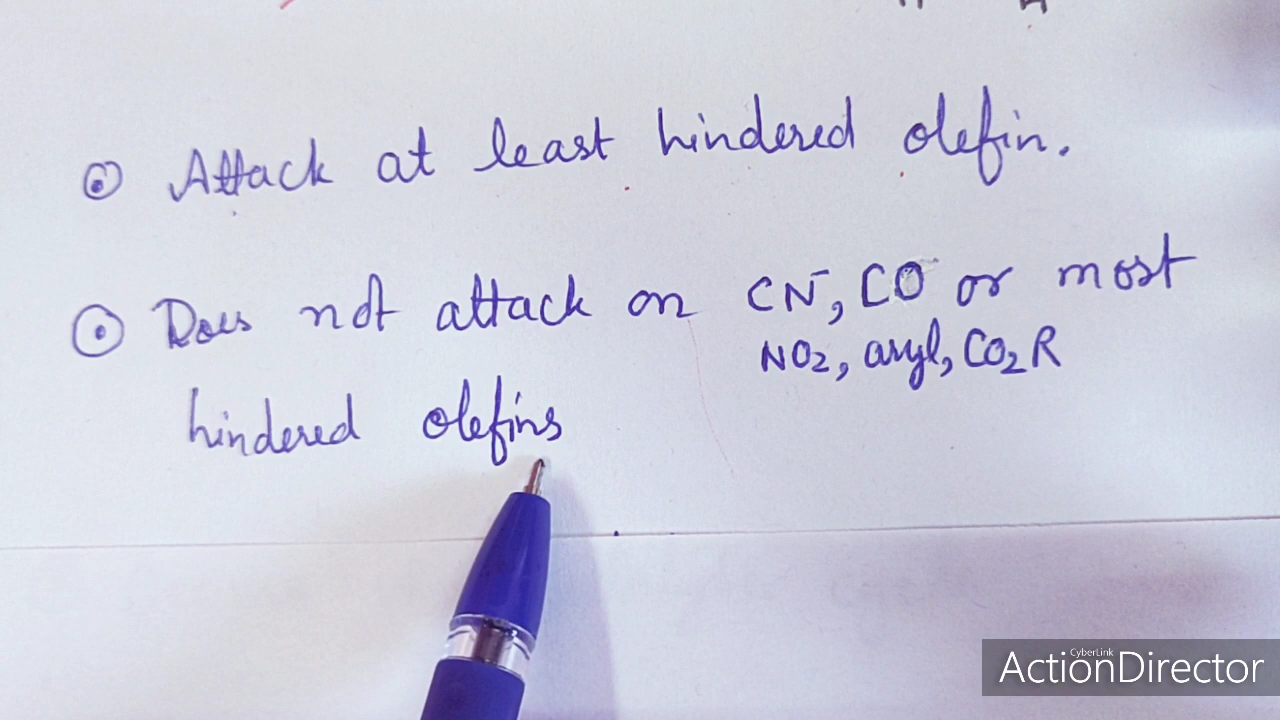 ⊙ Attack at least hindered olefin.
⊙ Does not attack on CN⁻, CO or most
NO₂, aryl, CO₂R
hindered olefins
CyberLink
ActionDirector